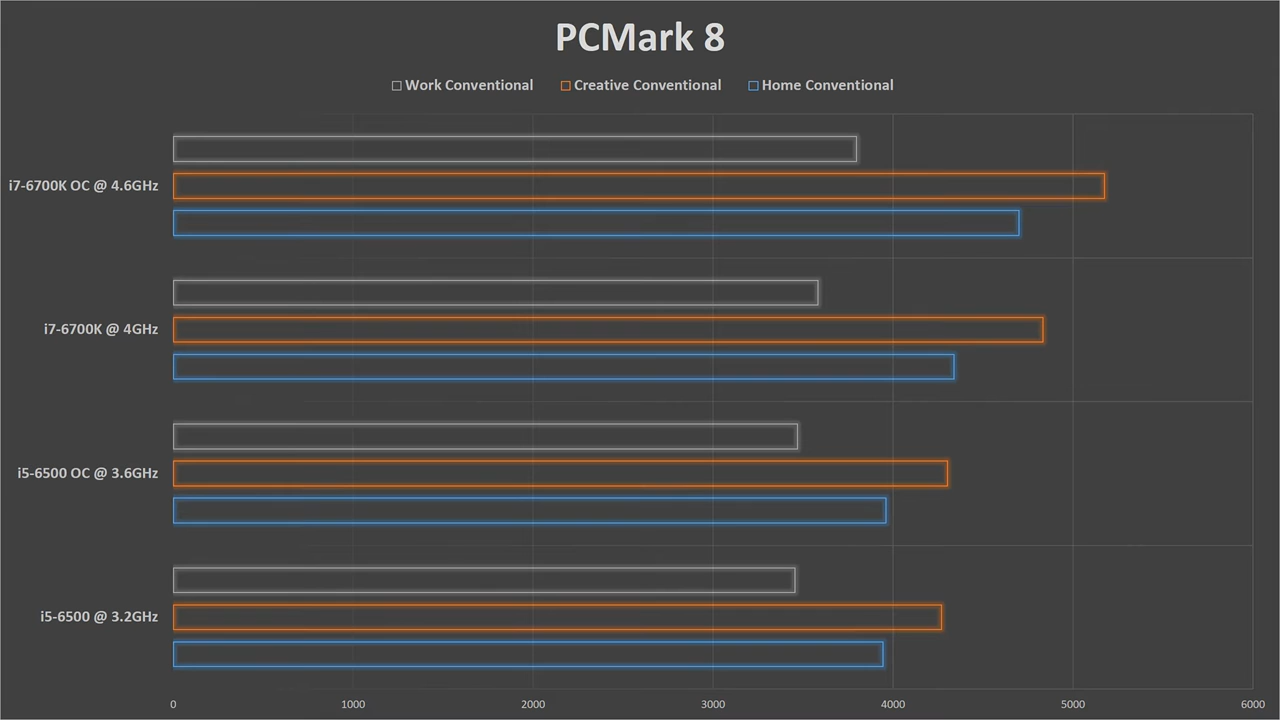 PCMark 8
Work Conventional Creative Conventional Home Conventional
i7-6700K OC @ 4.6GHz
i7-6700K @ 4GHz
i5-6500 OC @ 3.6GHz
i5-6500 @ 3.2GHz
0 1000 2000 3000 4000 5000 6000